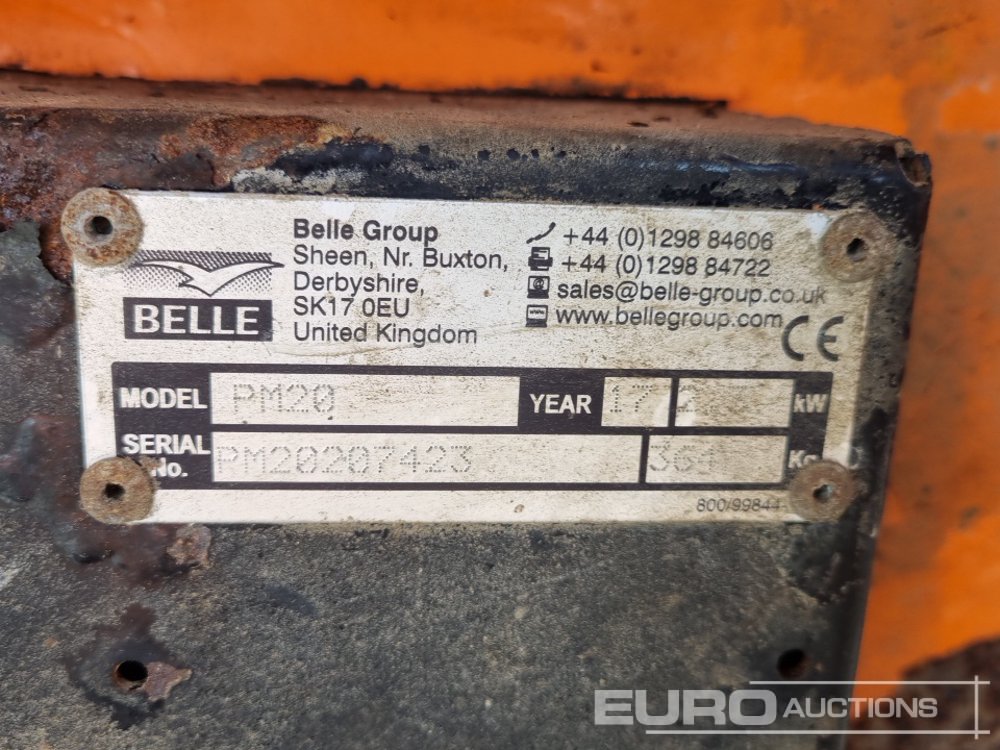 Belle Group
Sheen, Nr. Buxton,
Derbyshire,
SK17 0EU
United Kingdom
+44 (0)1298 84606
+44 (0)1298 84722
sales@belle-group.co.uk
www.bellegroup.com
CE
BELLE
MODEL PM20 YEAR 17 2 kW
SERIAL No. PM20207423 Kg
800/99844
EURO AUCTIONS